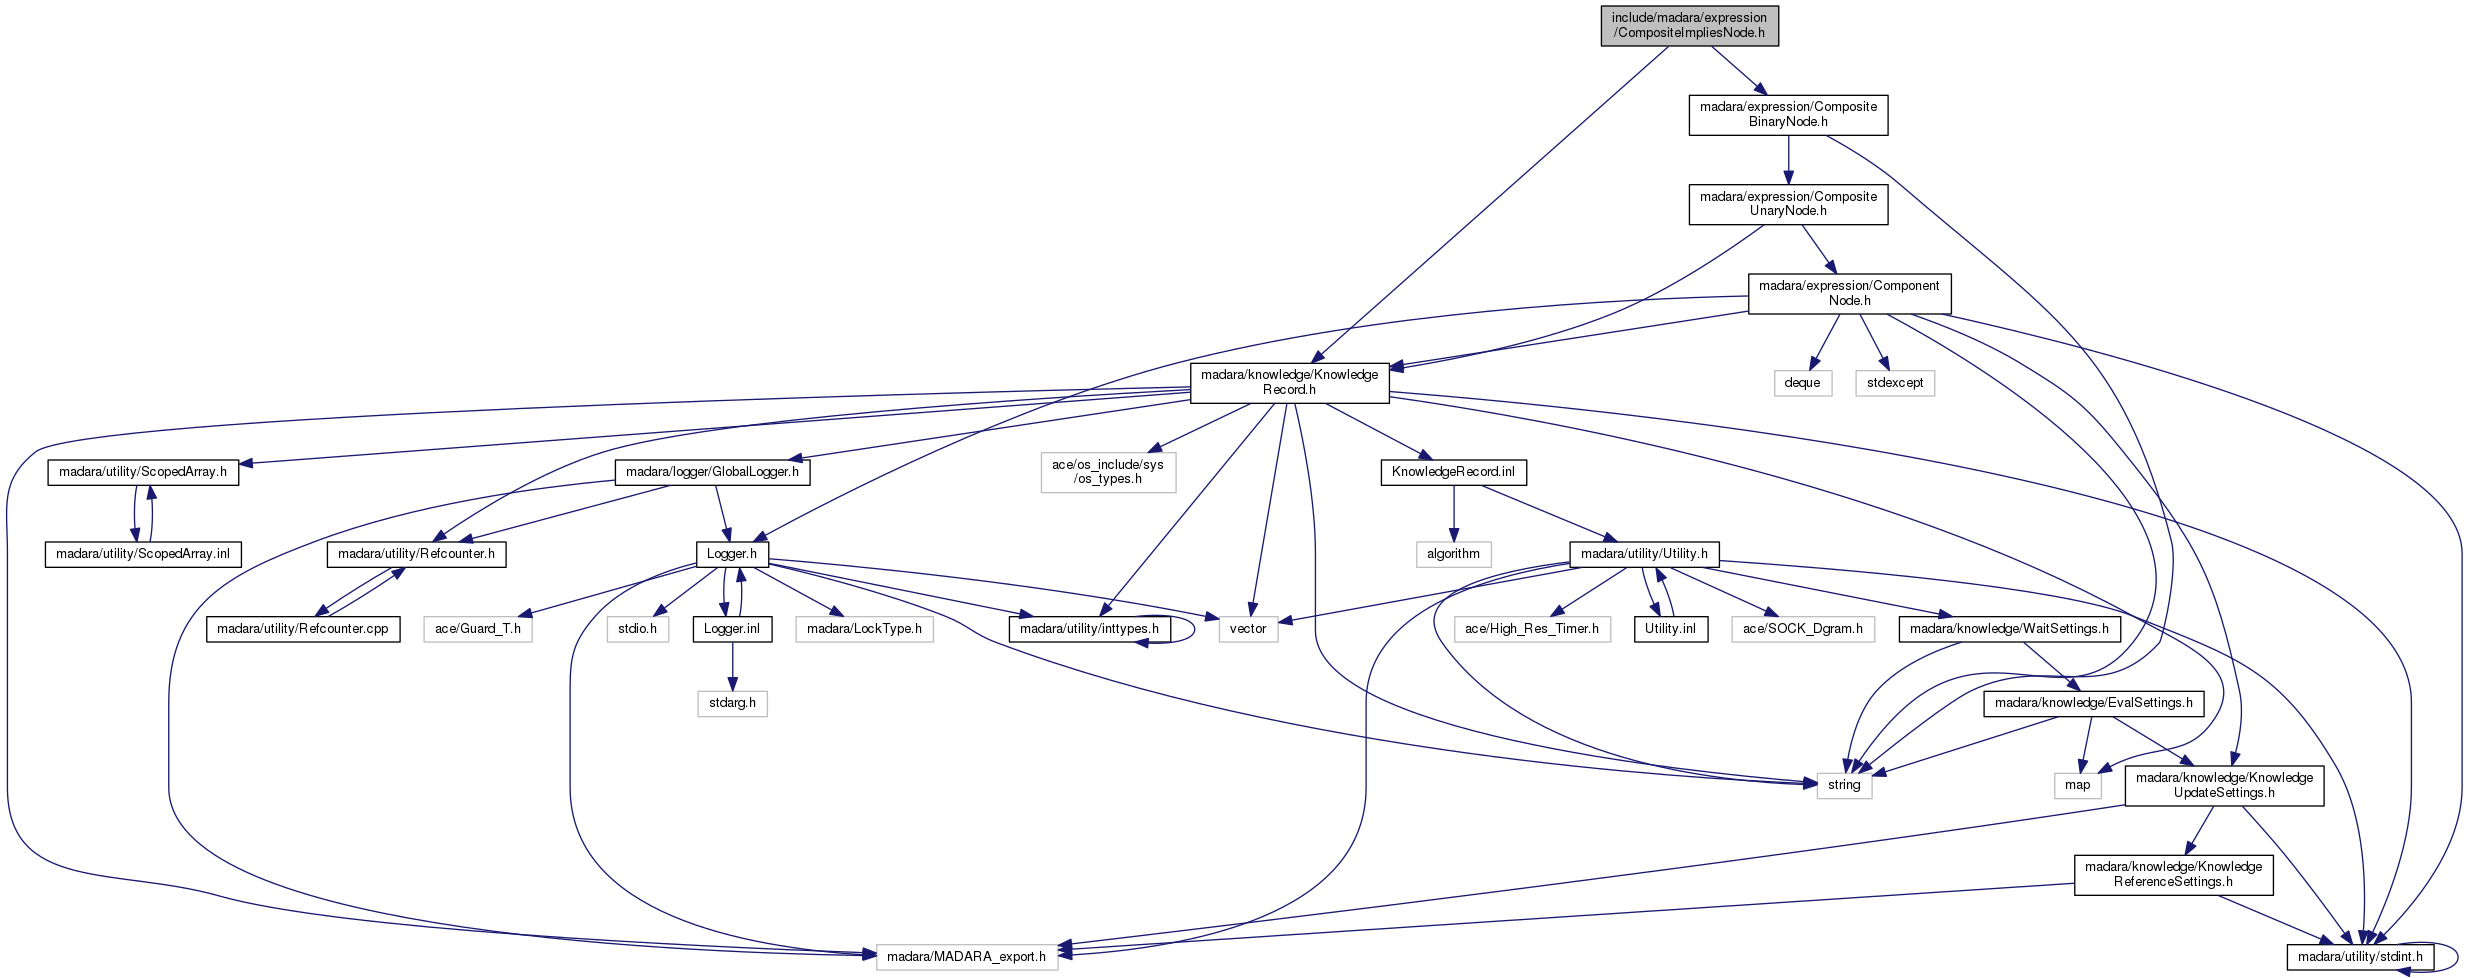 include/madara/expression
/CompositeImpliesNode.h
madara/expression/Composite
BinaryNode.h
madara/expression/Composite
UnaryNode.h
madara/expression/Component
Node.h
madara/knowledge/Knowledge
Record.h
deque
stdexcept
madara/utility/ScopedArray.h
madara/logger/GlobalLogger.h
ace/os_include/sys
/os_types.h
KnowledgeRecord.inl
madara/utility/ScopedArray.inl
madara/utility/Refcounter.h
Logger.h
algorithm
madara/utility/Utility.h
madara/utility/Refcounter.cpp
ace/Guard_T.h
stdio.h
Logger.inl
madara/LockType.h
madara/utility/inttypes.h
vector
ace/High_Res_Timer.h
Utility.inl
ace/SOCK_Dgram.h
madara/knowledge/WaitSettings.h
stdarg.h
madara/knowledge/EvalSettings.h
string
map
madara/knowledge/Knowledge
UpdateSettings.h
madara/knowledge/Knowledge
ReferenceSettings.h
madara/MADARA_export.h
madara/utility/stdint.h